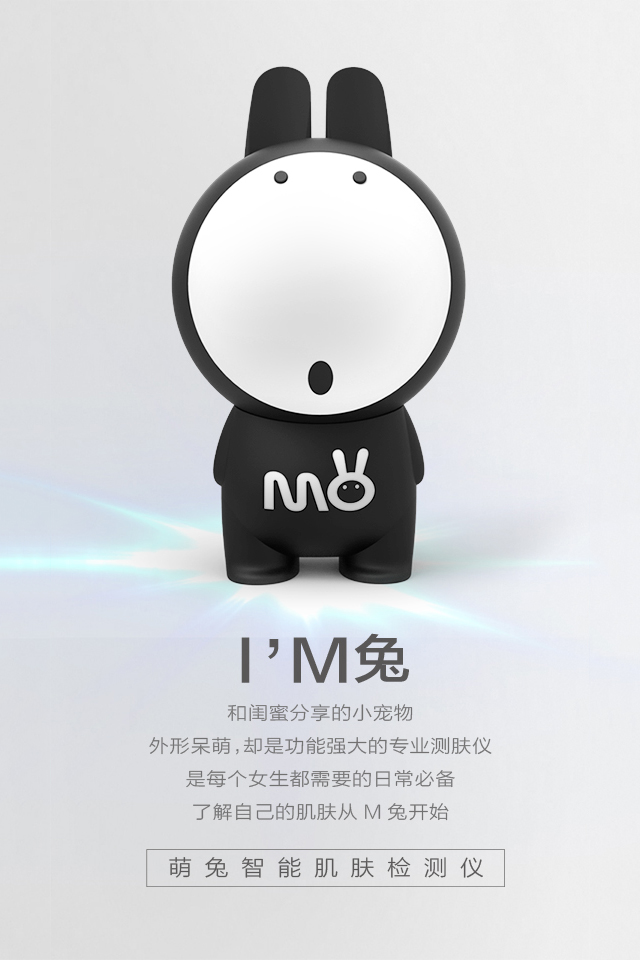 MO
I’M兔
和闺蜜分享的小宠物
外形呆萌,却是功能强大的专业测肤仪
是每个女生都需要的日常必备
了解自己的肌肤从 M 兔开始
萌兔智能肌肤检测仪